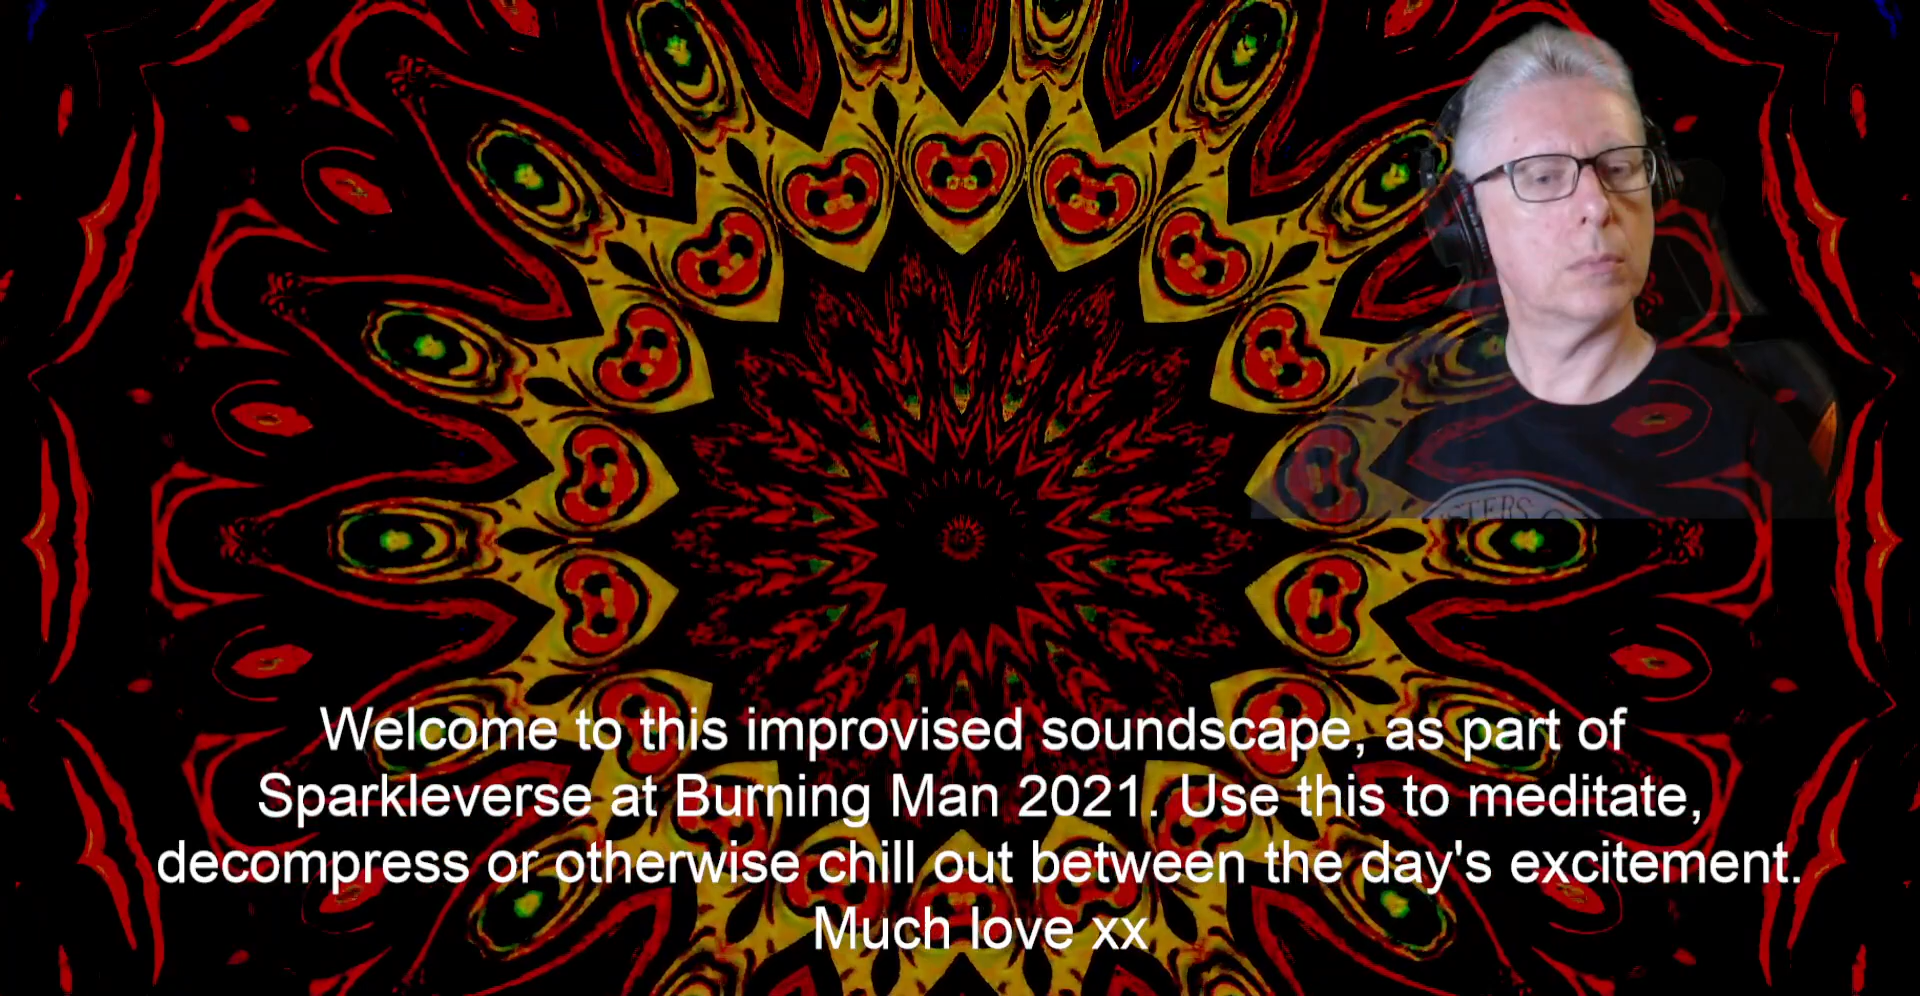 STERS O
Welcome to this improvised soundscape, as part of
Sparkleverse at Burning Man 2021. Use this to meditate,
decompress or otherwise chill out between the day's excitement.
Much love xx